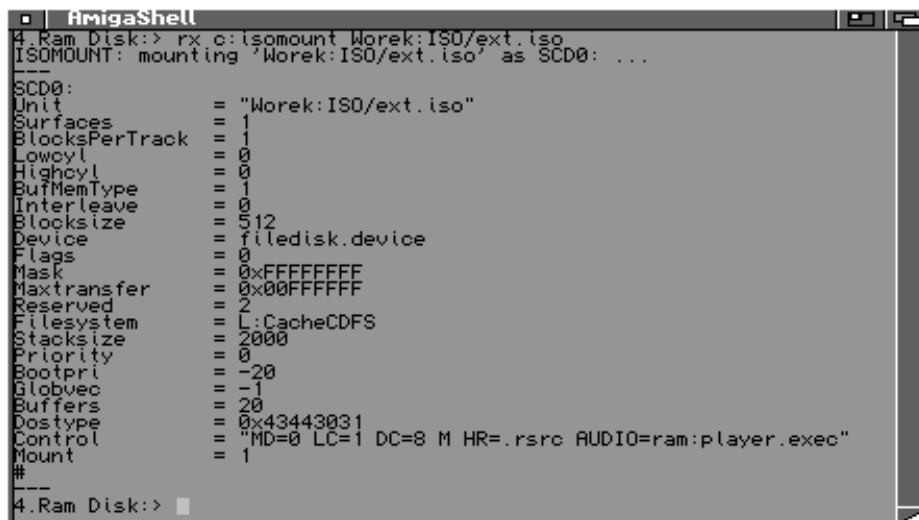 AmigaShell
4.Ram Disk:> rx c:isomount Worek:ISO/ext.iso
ISOMOUNT: mounting 'Worek:ISO/ext.iso' as SCD0: ...
---
SCD0:
Unit = "Worek:ISO/ext.iso"
Surfaces = 1
BlocksPerTrack = 1
Lowcyl = 0
Highcyl = 0
BufMemType = 1
Interleave = 0
Blocksize = 512
Device = filedisk.device
Flags = 0
Mask = 0xFFFFFFFF
Maxtransfer = 0x00FFFFFF
Reserved = 2
Filesystem = L:CacheCDFS
Stacksize = 2000
Priority = 0
Bootpri = -20
Globvec = -1
Buffers = 20
Dostype = 0x43443031
Control = "MD=0 LC=1 DC=8 M HR=.rsrc AUDIO=ram:player.exec"
Mount = 1
#
---
4.Ram Disk:>